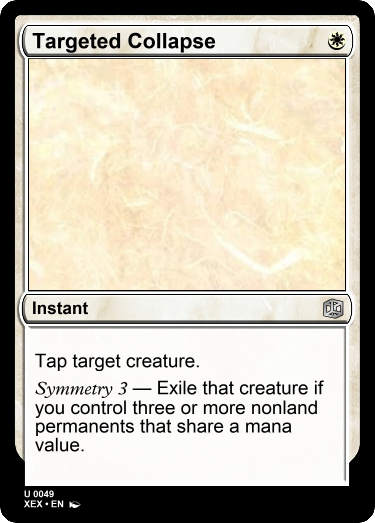 Targeted Collapse
Instant
Tap target creature.
Symmetry 3 — Exile that creature if
you control three or more nonland
permanents that share a mana
value.
U 0049
XEX • EN